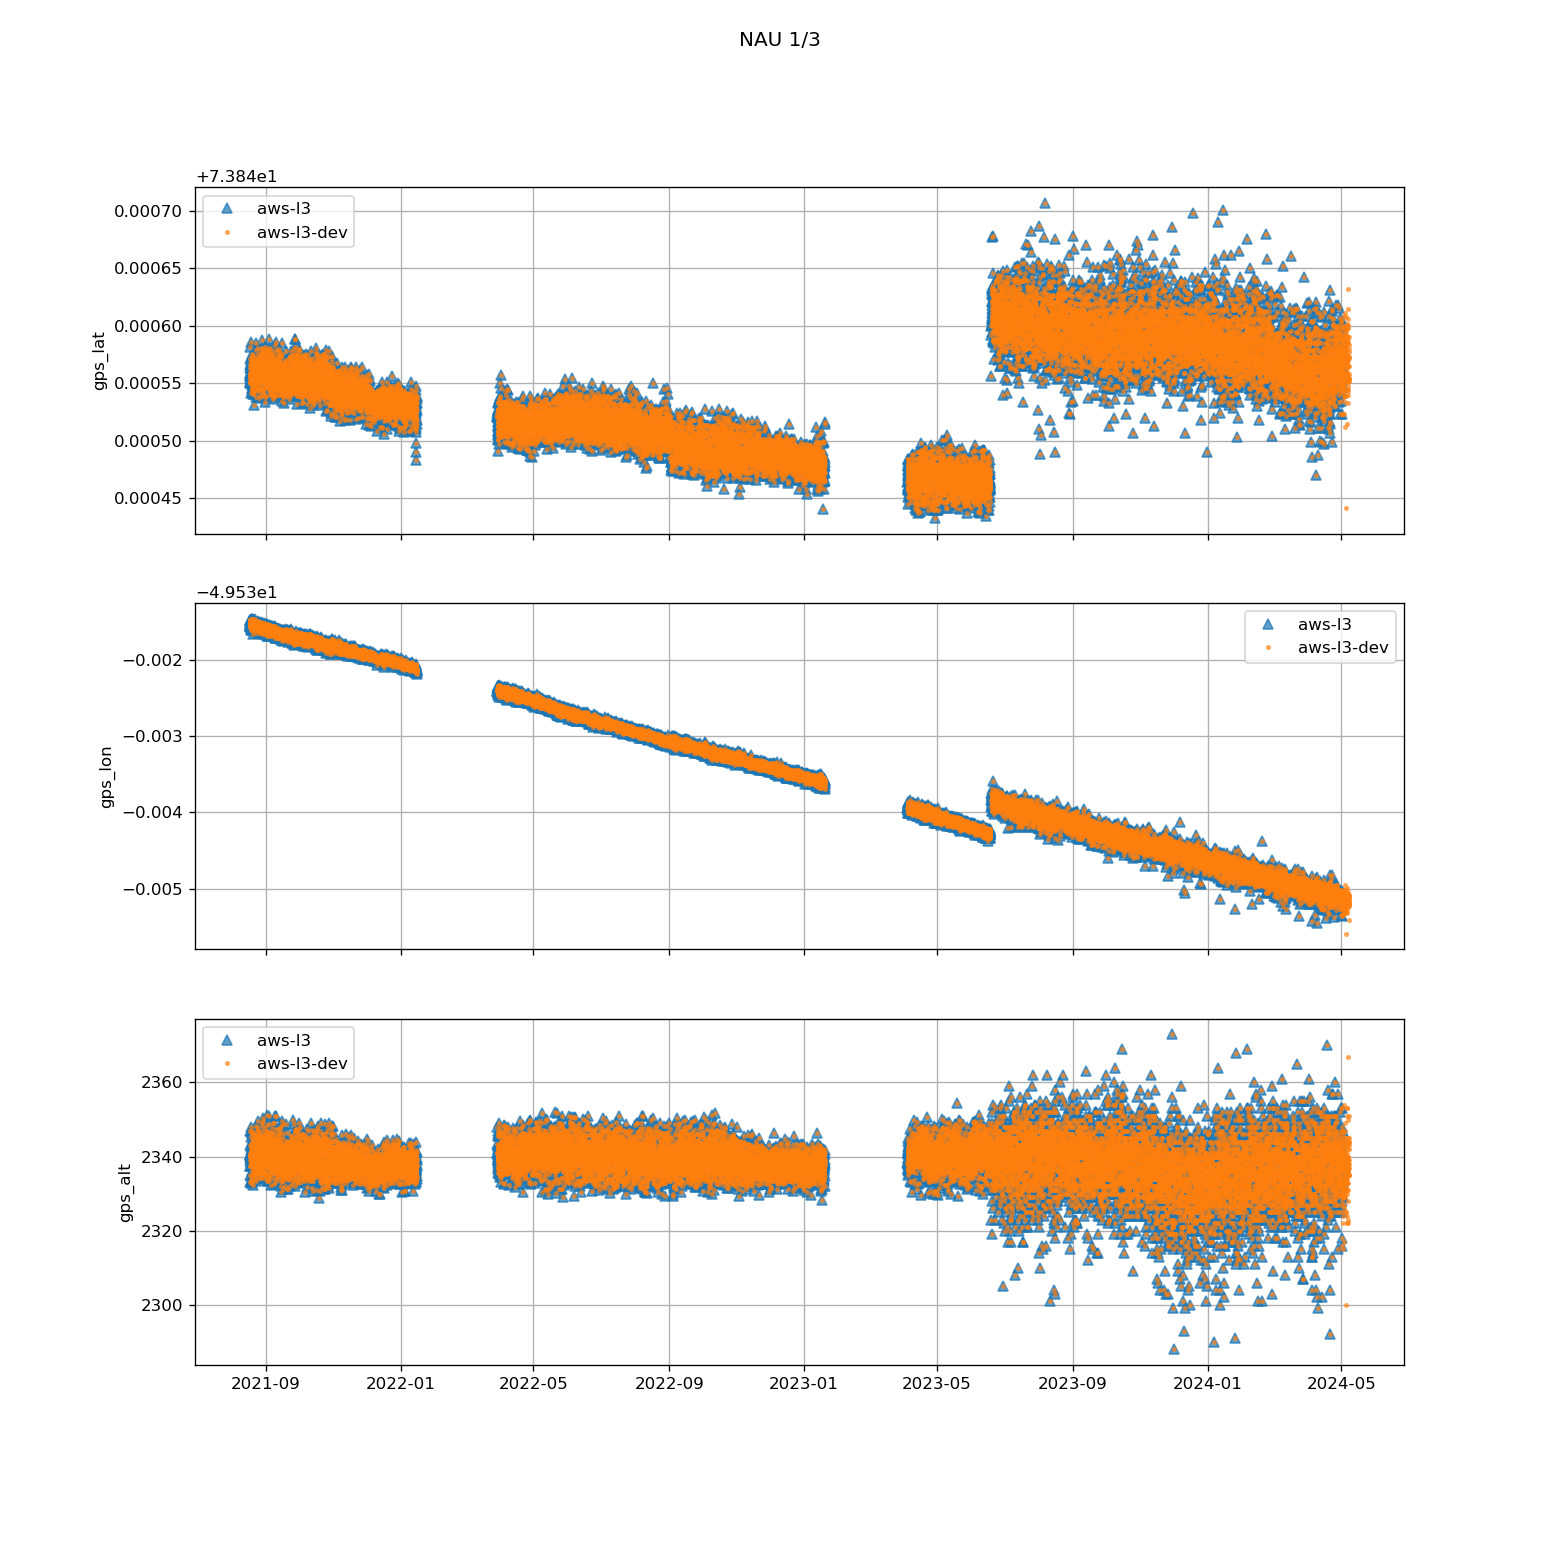 NAU 1/3
+7.384e1
aws-l3
aws-l3-dev
0.00070
0.00065
0.00060
0.00055
0.00050
0.00045
gps_lat
−4.953e1
aws-l3
aws-l3-dev
−0.002
−0.003
−0.004
−0.005
gps_lon
aws-l3
aws-l3-dev
2360
2340
2320
2300
gps_alt
2021-09 2022-01 2022-05 2022-09 2023-01 2023-05 2023-09 2024-01 2024-05